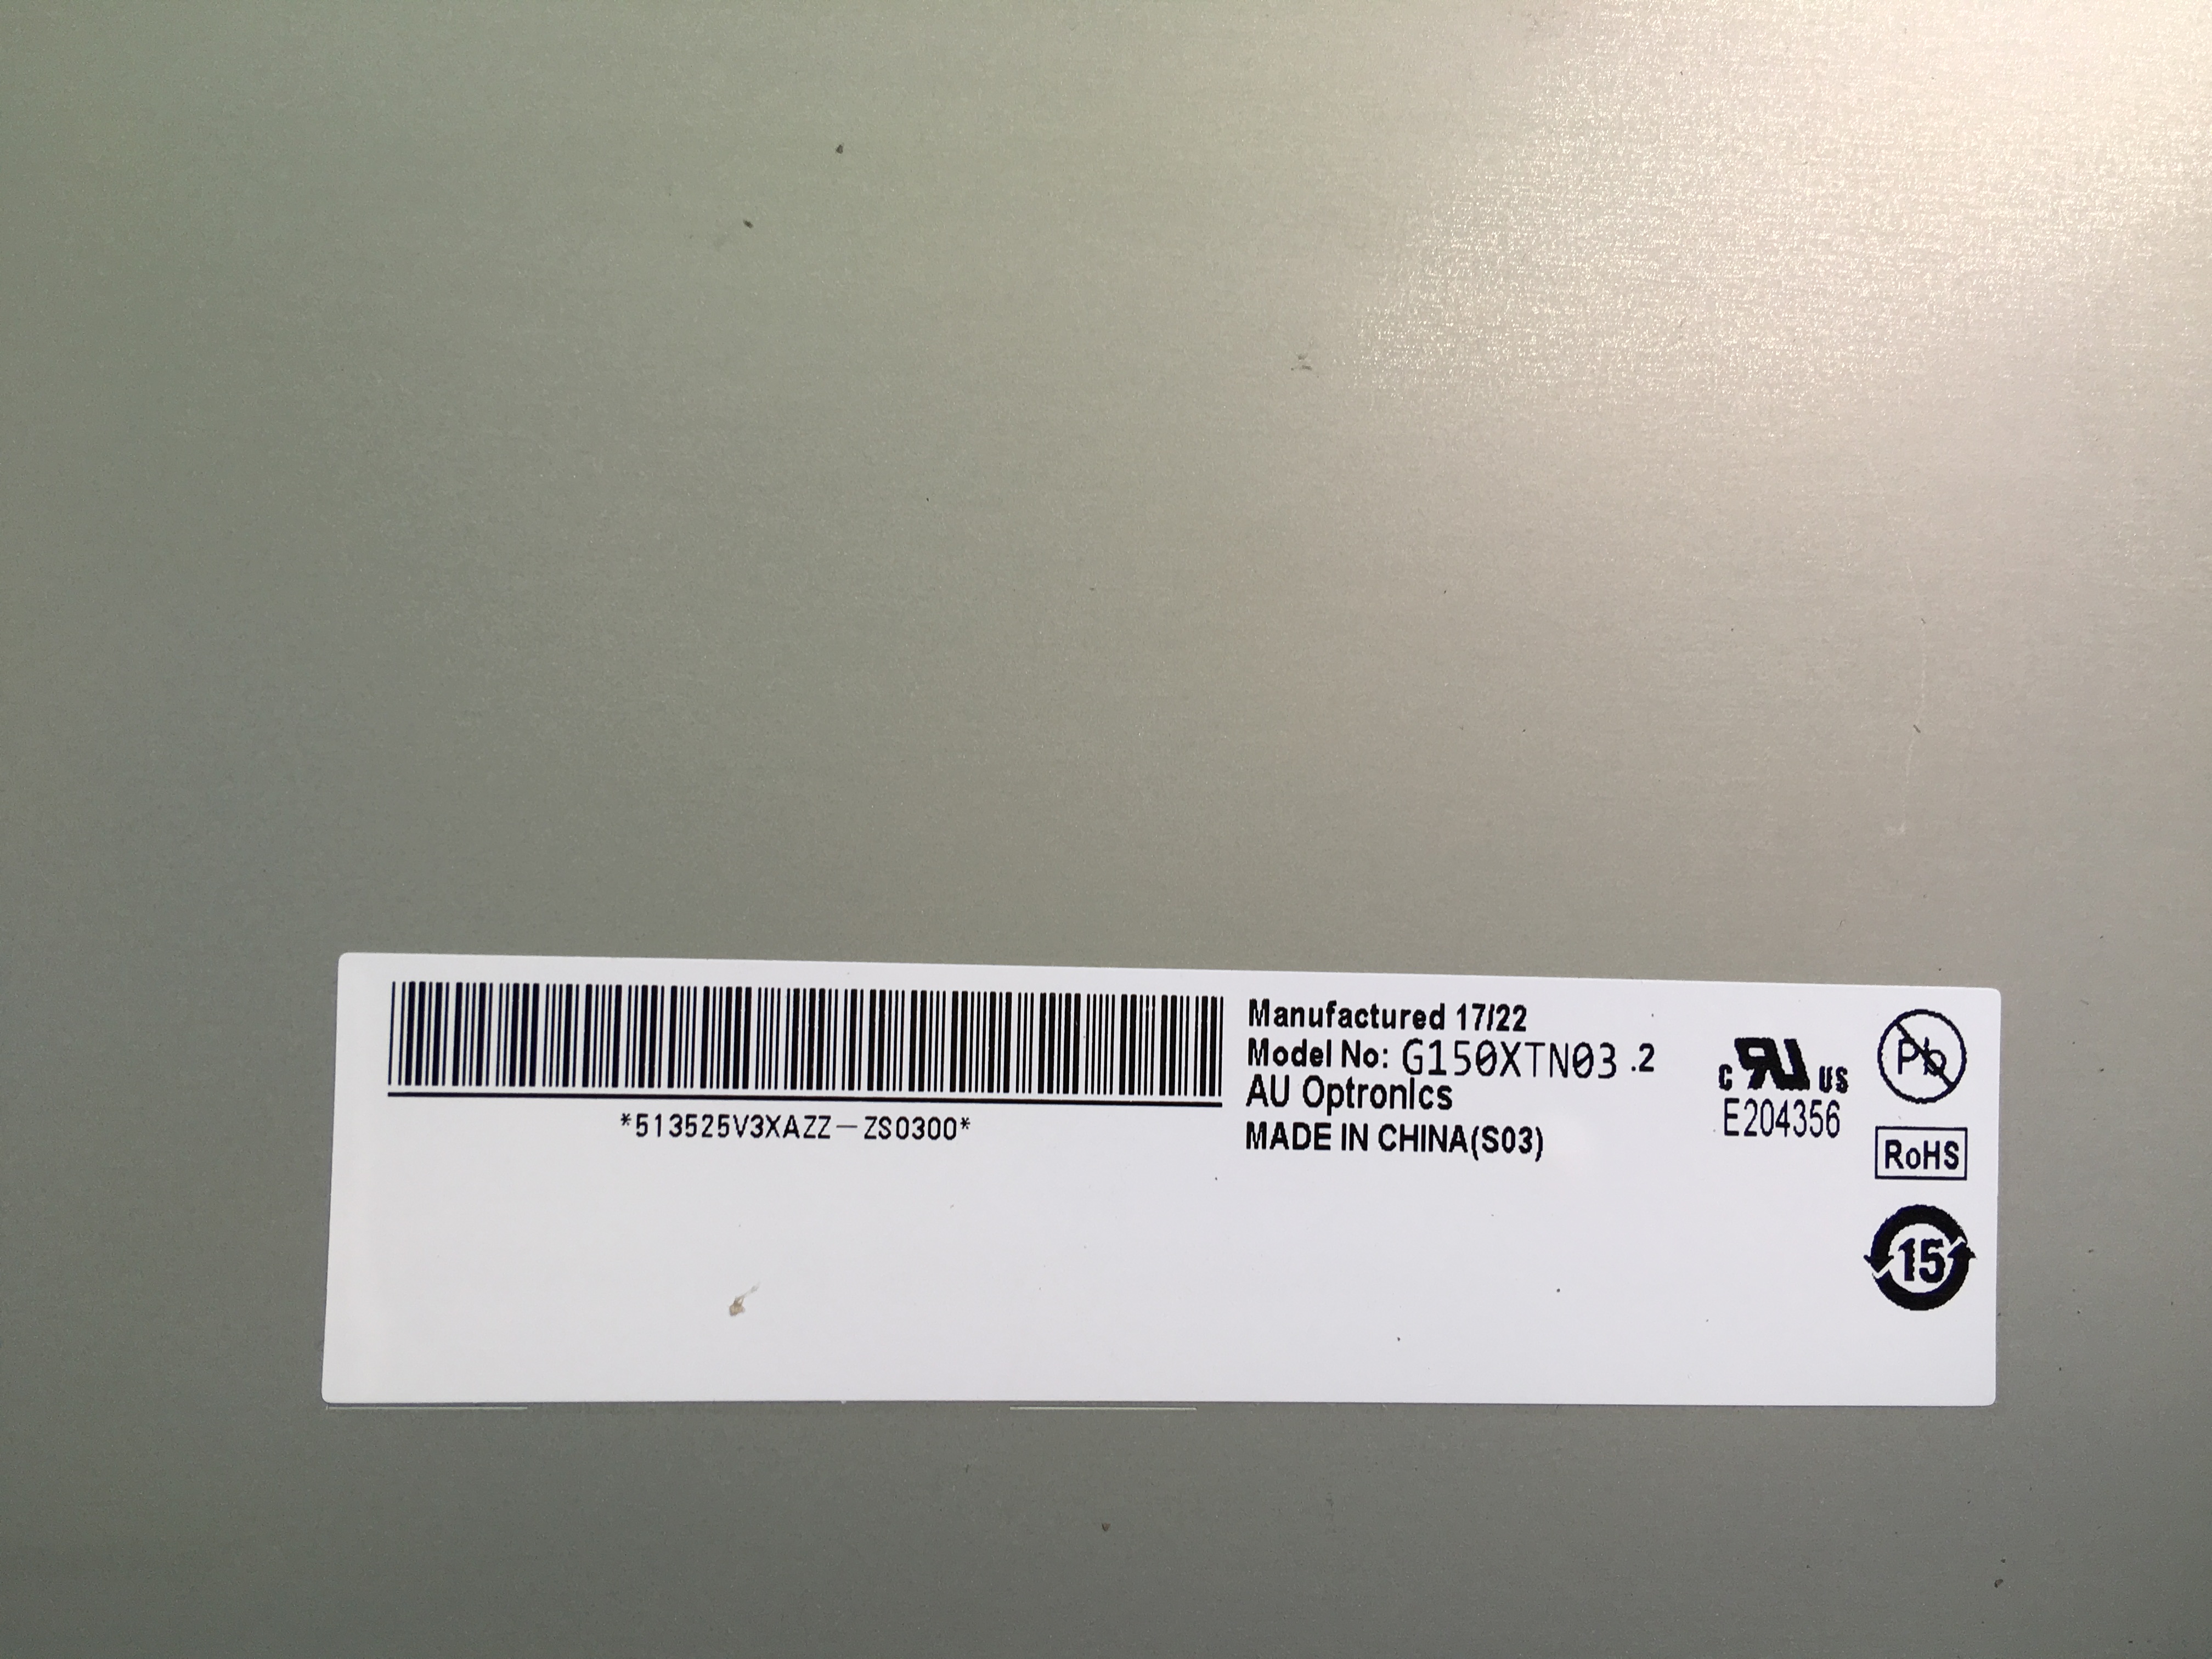 *513525V3XAZZ-ZS0300*
Manufactured 17/22
Model No: G150XTN03.2
AU Optronics
MADE IN CHINA(S03)
c RU US
E204356
Pb
RoHS
15